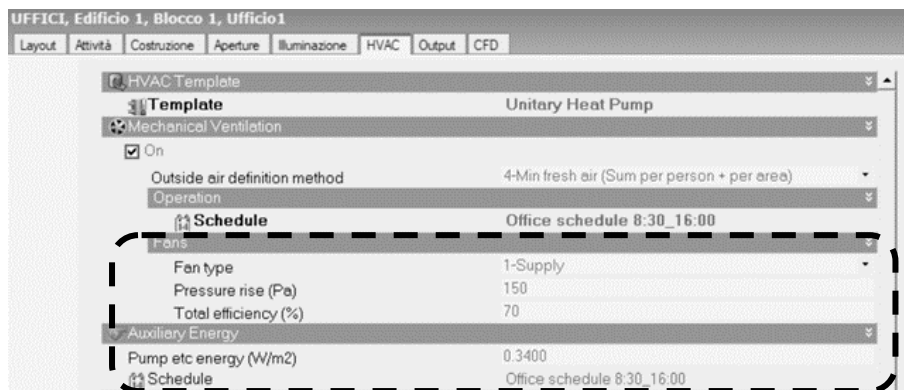 UFFICI, Edificio 1, Blocco 1, Ufficio1
Layout Attività Costruzione Aperture Illuminazione HVAC Output CFD
HVAC Template
Template Unitary Heat Pump
Mechanical Ventilation
On
Outside air definition method 4-Min fresh air (Sum per person + per area)
Operation
Schedule Office schedule 8:30_16:00
Fans
Fan type 1-Supply
Pressure rise (Pa) 150
Total efficiency (%) 70
Auxiliary Energy
Pump etc energy (W/m2) 0.3400
Schedule Office schedule 8:30_16:00